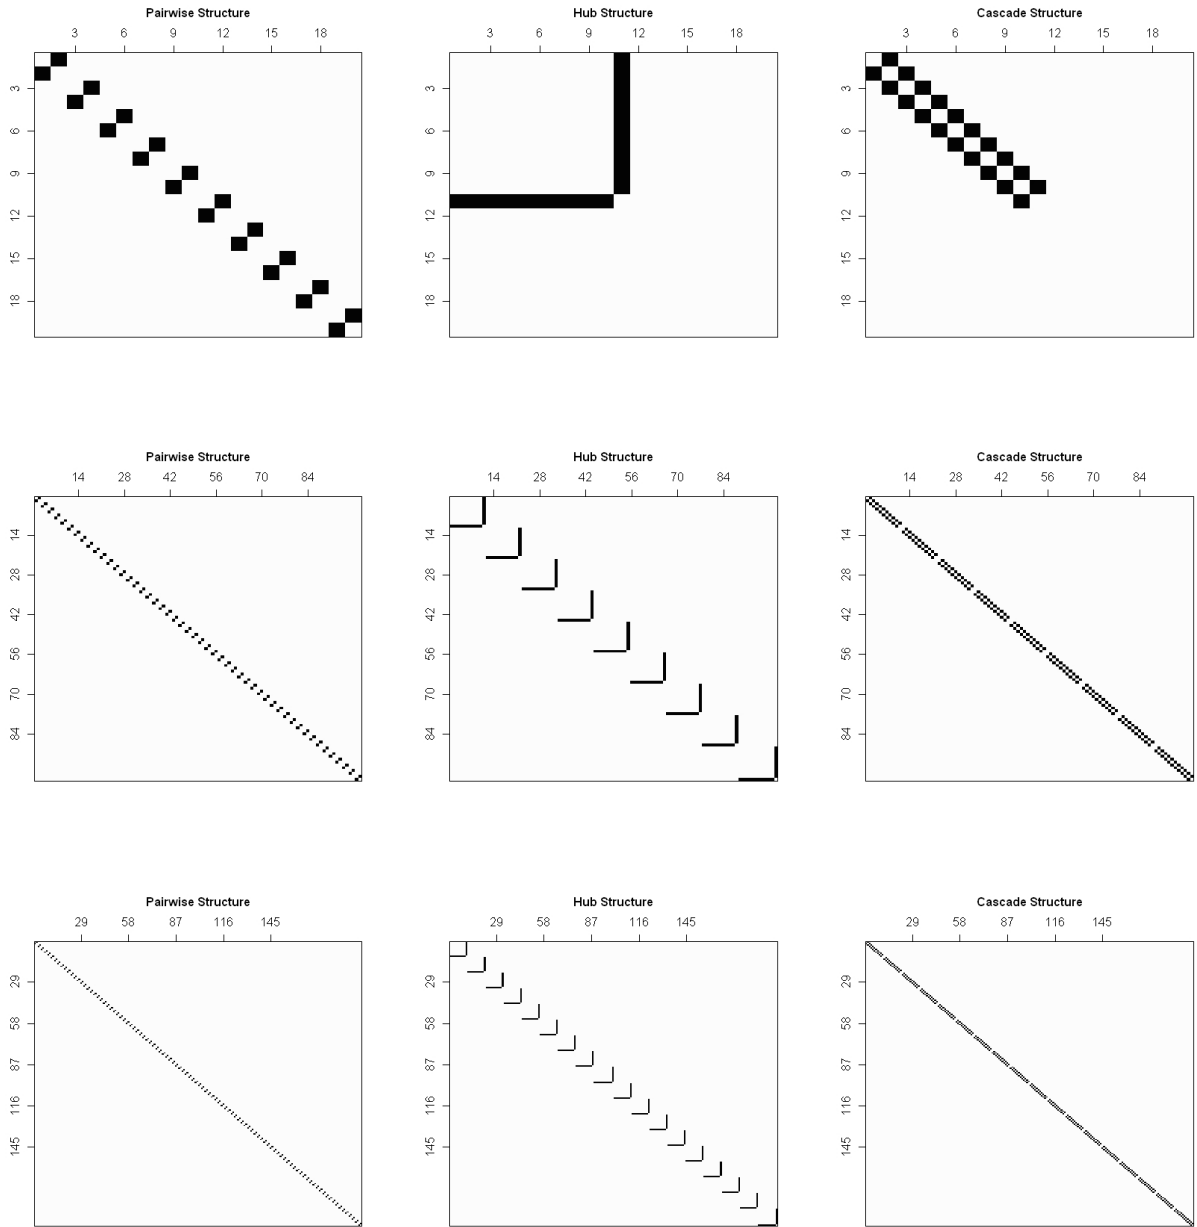 Pairwise Structure
3 6 9 12 15 18
3
6
9
12
15
18
Hub Structure
3 6 9 12 15 18
3
6
9
12
15
18
Cascade Structure
3 6 9 12 15 18
3
6
9
12
15
18
Pairwise Structure
14 28 42 56 70 84
14
28
42
56
70
84
Hub Structure
14 28 42 56 70 84
14
28
42
56
70
84
Cascade Structure
14 28 42 56 70 84
14
28
42
56
70
84
Pairwise Structure
29 58 87 116 145
29
58
87
116
145
Hub Structure
29 58 87 116 145
29
58
87
116
145
Cascade Structure
29 58 87 116 145
29
58
87
116
145